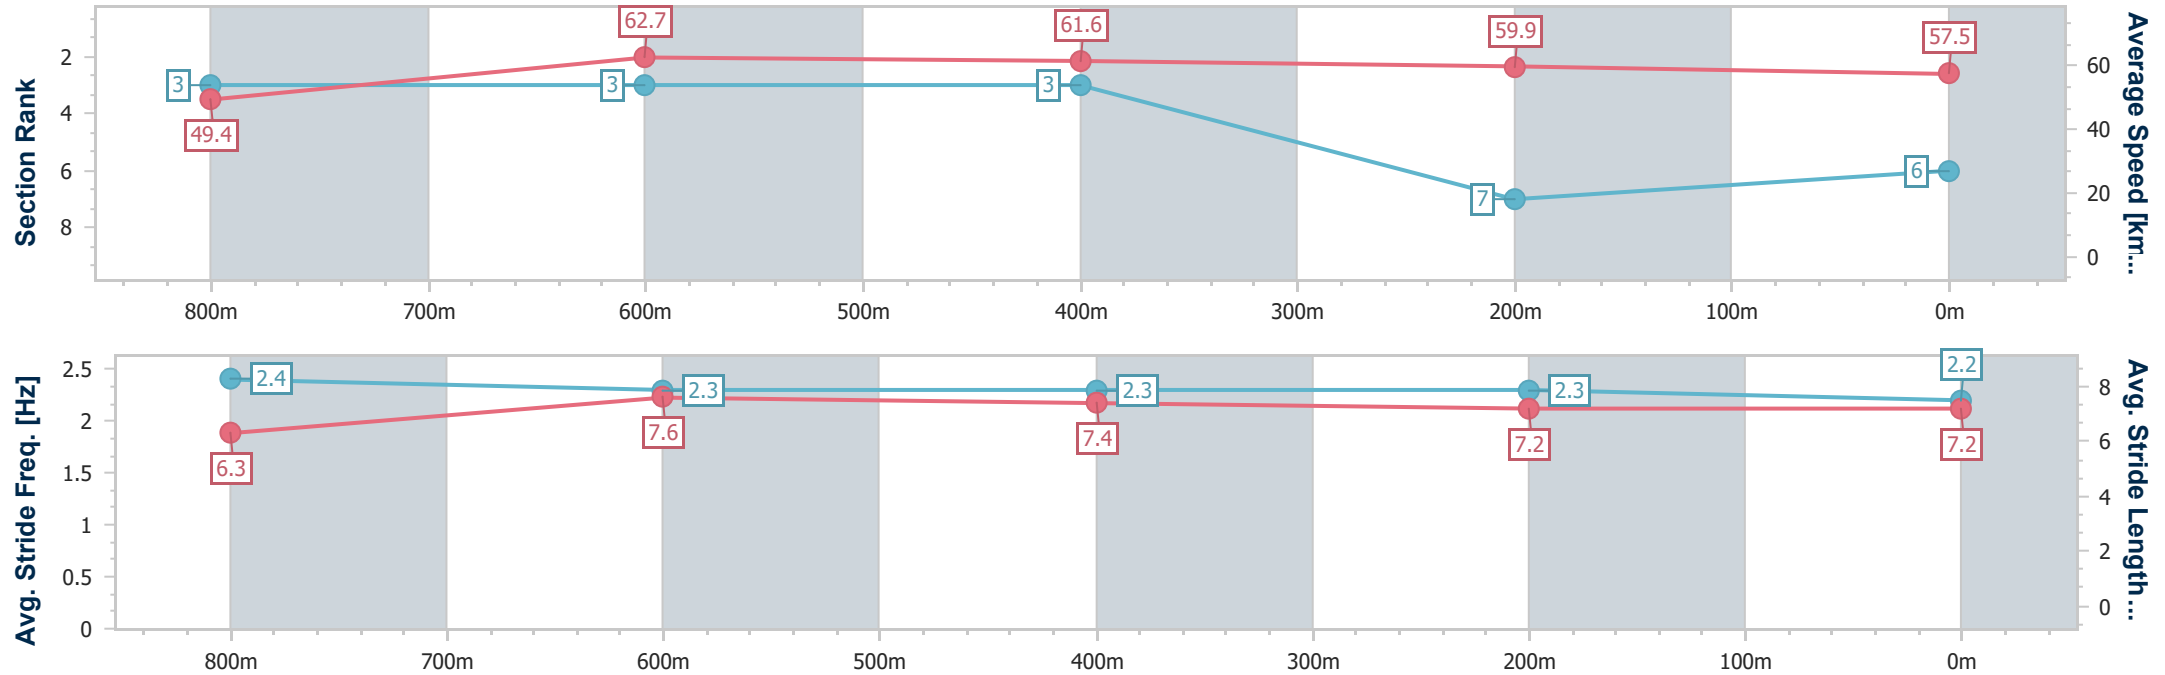 Section Rank
2
4
6
8
3
49.4
3
62.7
3
61.6
7
59.9
6
57.5
60
40
20
0
Average Speed [km...
800m
700m
600m
500m
400m
300m
200m
100m
0m
Avg. Stride Freq. [Hz]
2.5
2
1.5
1
0.5
0
2.4
6.3
2.3
7.6
2.3
7.4
2.3
7.2
2.2
7.2
8
6
4
2
0
Avg. Stride Length...
800m
700m
600m
500m
400m
300m
200m
100m
0m